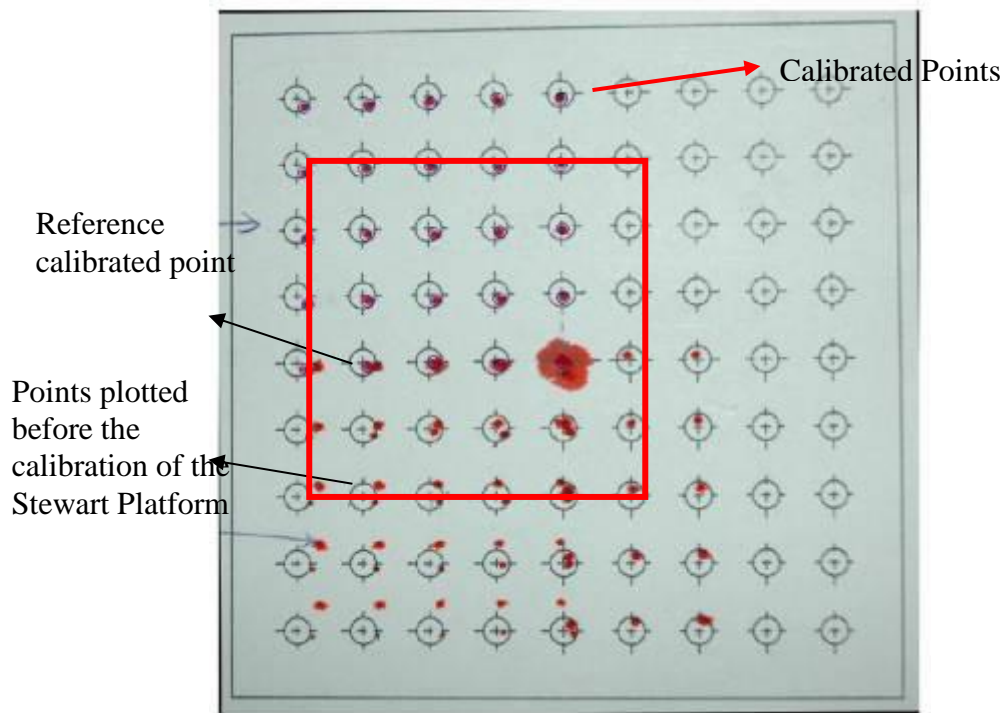 Calibrated Points
Reference
calibrated point
Points plotted
before the
calibration of the
Stewart Platform